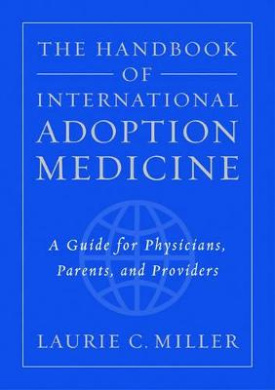 THE HANDBOOK
OF
INTERNATIONAL
ADOPTION
MEDICINE
A Guide for Physicians,
Parents, and Providers
LAURIE C. MILLER